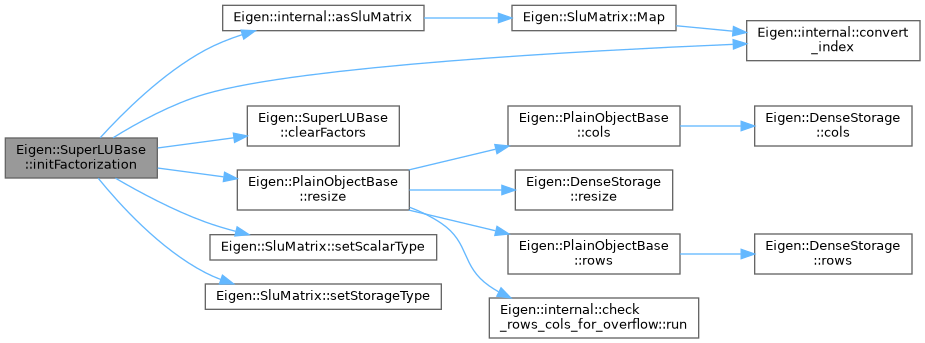 Eigen::SuperLUBase
::initFactorization
Eigen::internal::asSluMatrix
Eigen::SluMatrix::Map
Eigen::internal::convert
_index
Eigen::SuperLUBase
::clearFactors
Eigen::PlainObjectBase
::resize
Eigen::PlainObjectBase
::cols
Eigen::DenseStorage
::cols
Eigen::DenseStorage
::resize
Eigen::PlainObjectBase
::rows
Eigen::DenseStorage
::rows
Eigen::internal::check
_rows_cols_for_overflow::run
Eigen::SluMatrix::setScalarType
Eigen::SluMatrix::setStorageType